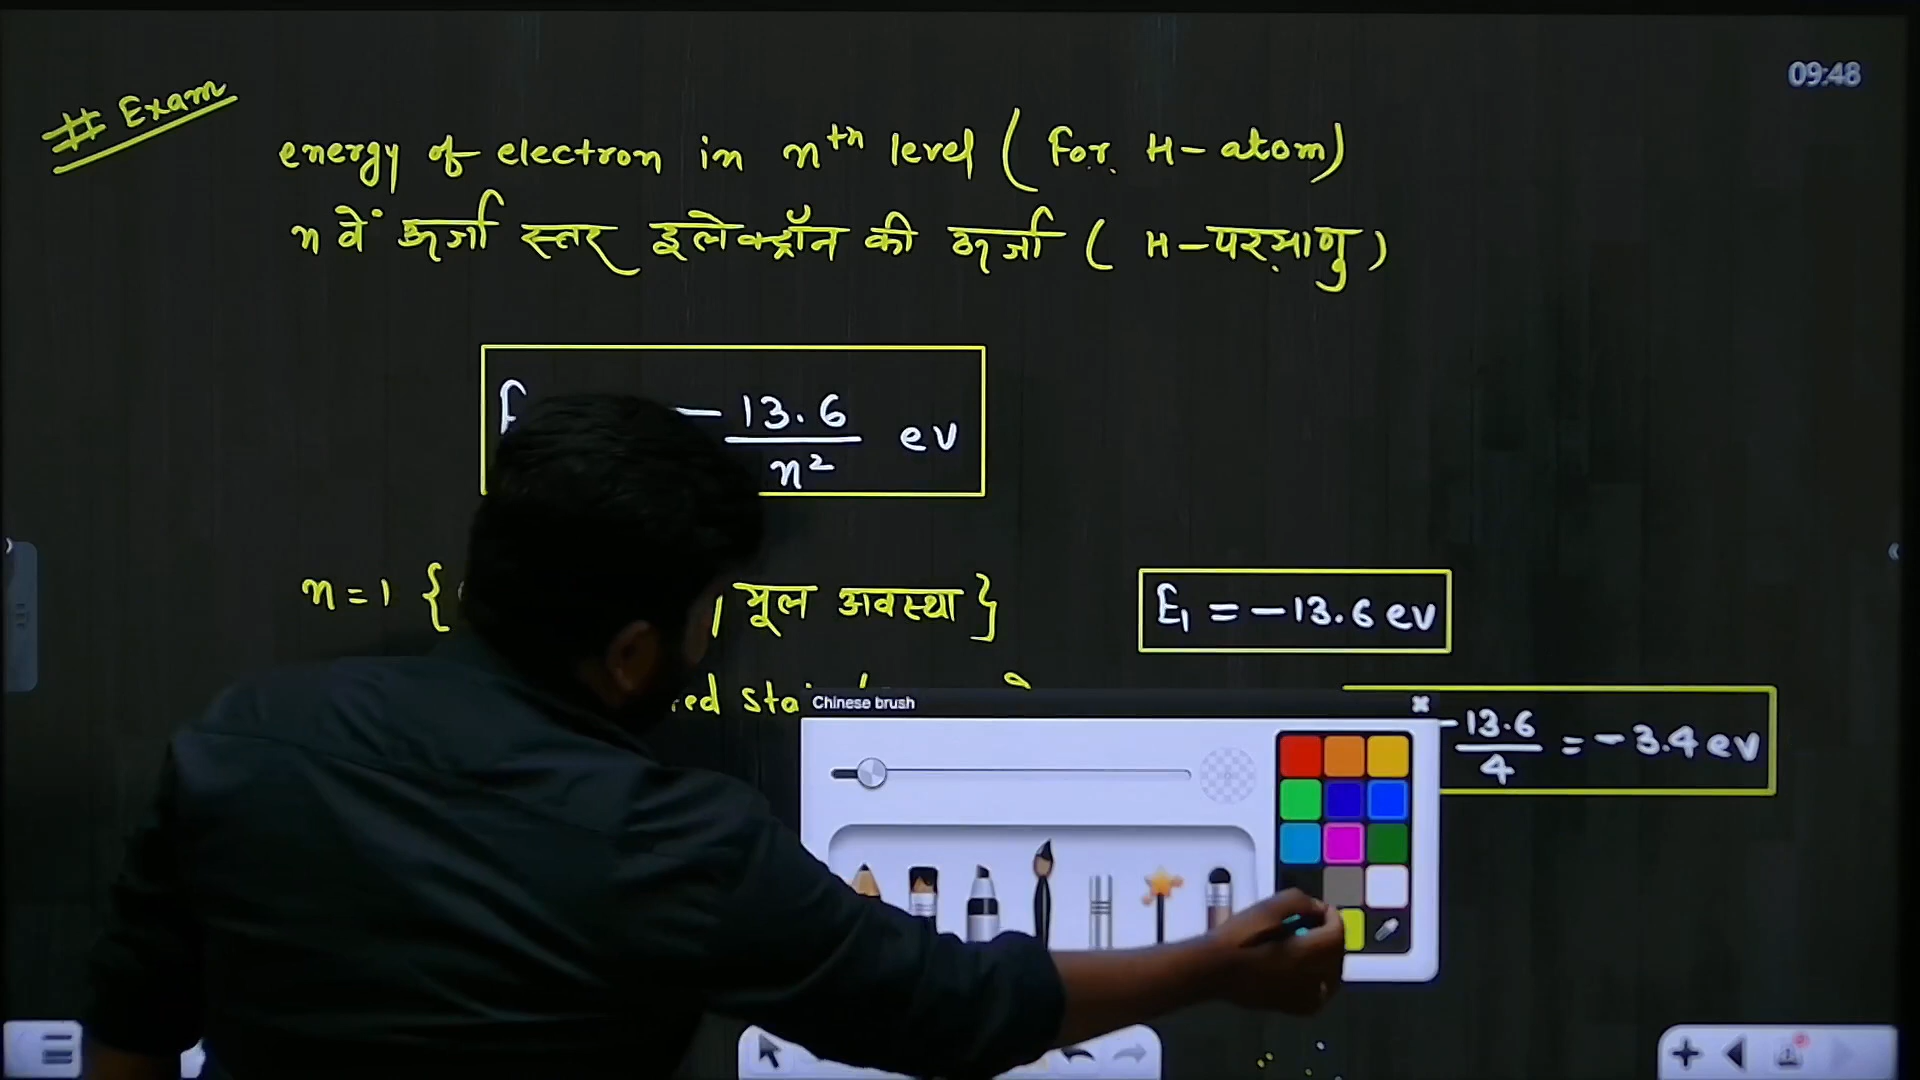 09:48
# Exam
energy of electron in nth level ( for H-atom)
n वें ऊर्जा स्तर इलेक्ट्रॉन की ऊर्जा ( H-परमाणु )
- 13.6 / n² ev
n = 1 { , मूल अवस्था }
E₁ = -13.6 ev
Chinese brush
-13.6 / 4 = -3.4 ev